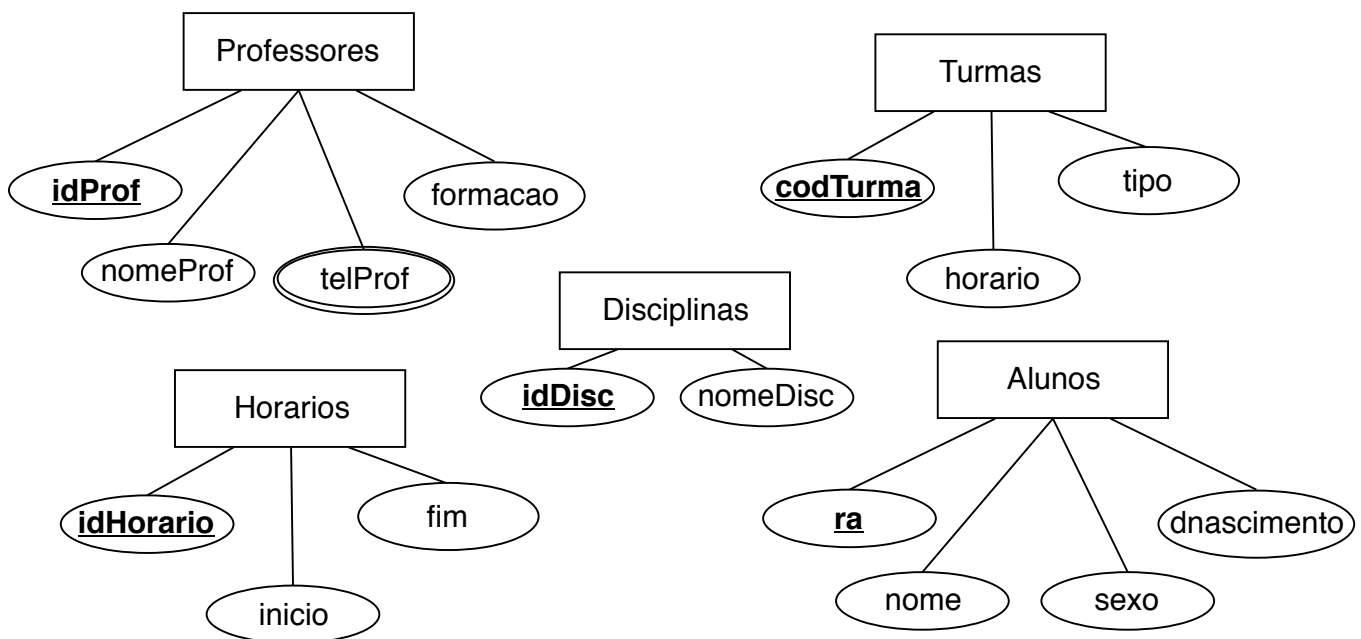 Professores
idProf
nomeProf
telProf
formacao
Turmas
codTurma
horario
tipo
Disciplinas
idDisc
nomeDisc
Horarios
idHorario
inicio
fim
Alunos
ra
nome
sexo
dnascimento